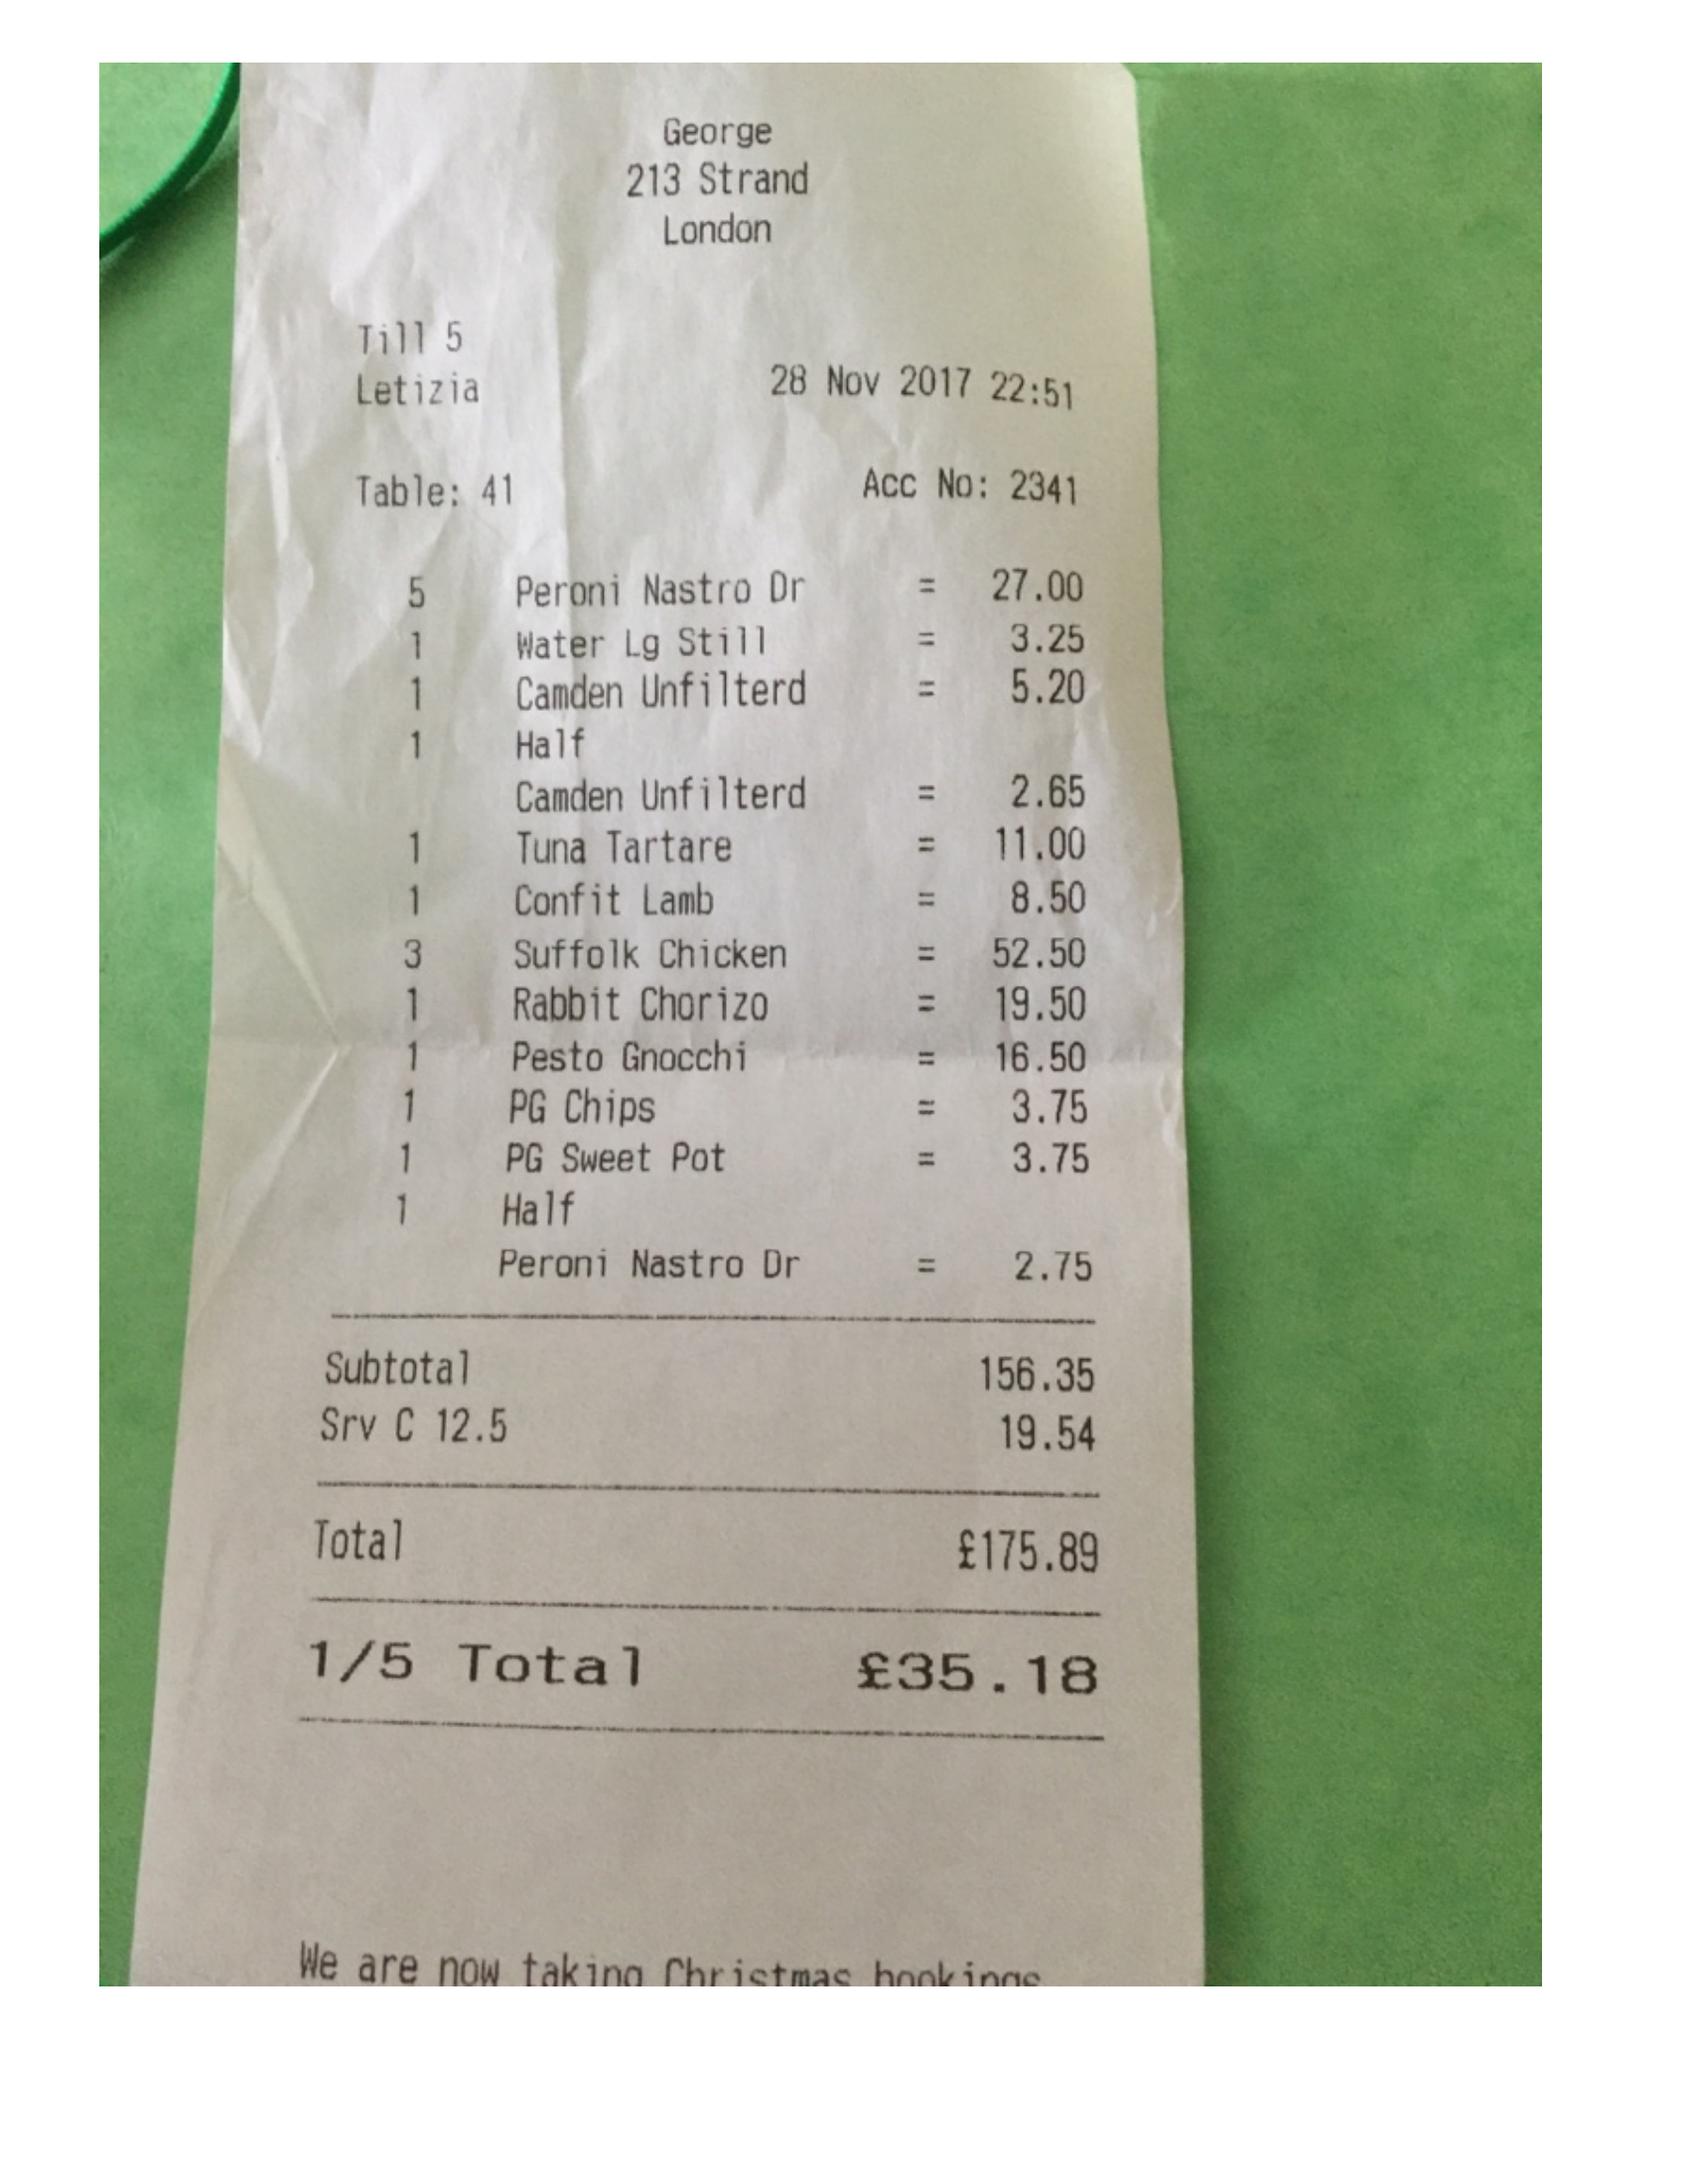 George
213 Strand
London
Till 5
Letizia 28 Nov 2017 22:51
Table: 41 Acc No: 2341
5 Peroni Nastro Dr = 27.00
1 Water Lg Still = 3.25
1 Camden Unfilterd = 5.20
1 Half
Camden Unfilterd = 2.65
1 Tuna Tartare = 11.00
1 Confit Lamb = 8.50
3 Suffolk Chicken = 52.50
1 Rabbit Chorizo = 19.50
1 Pesto Gnocchi = 16.50
1 PG Chips = 3.75
1 PG Sweet Pot = 3.75
1 Half
Peroni Nastro Dr = 2.75
Subtotal 156.35
Srv C 12.5 19.54
Total £175.89
1/5 Total £35.18
We are now taking Christmas bookings